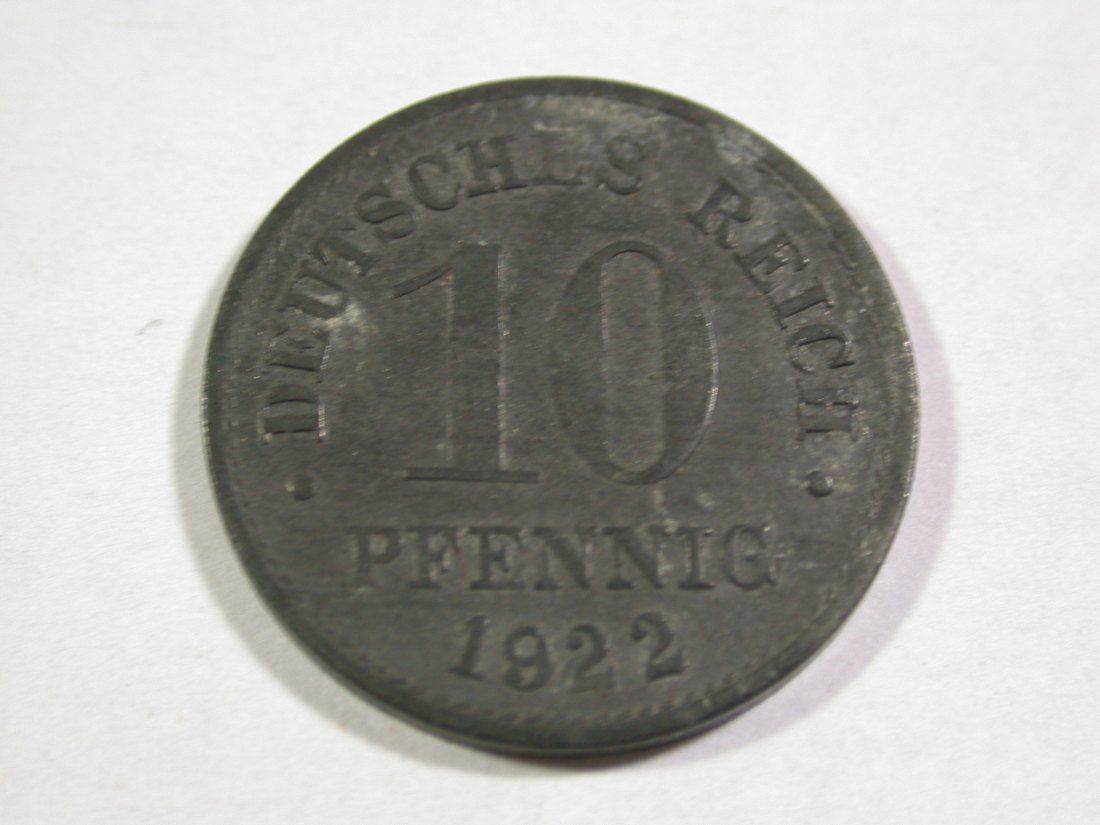 · DEUTSCHES REICH ·
10
PFENNIG
1922